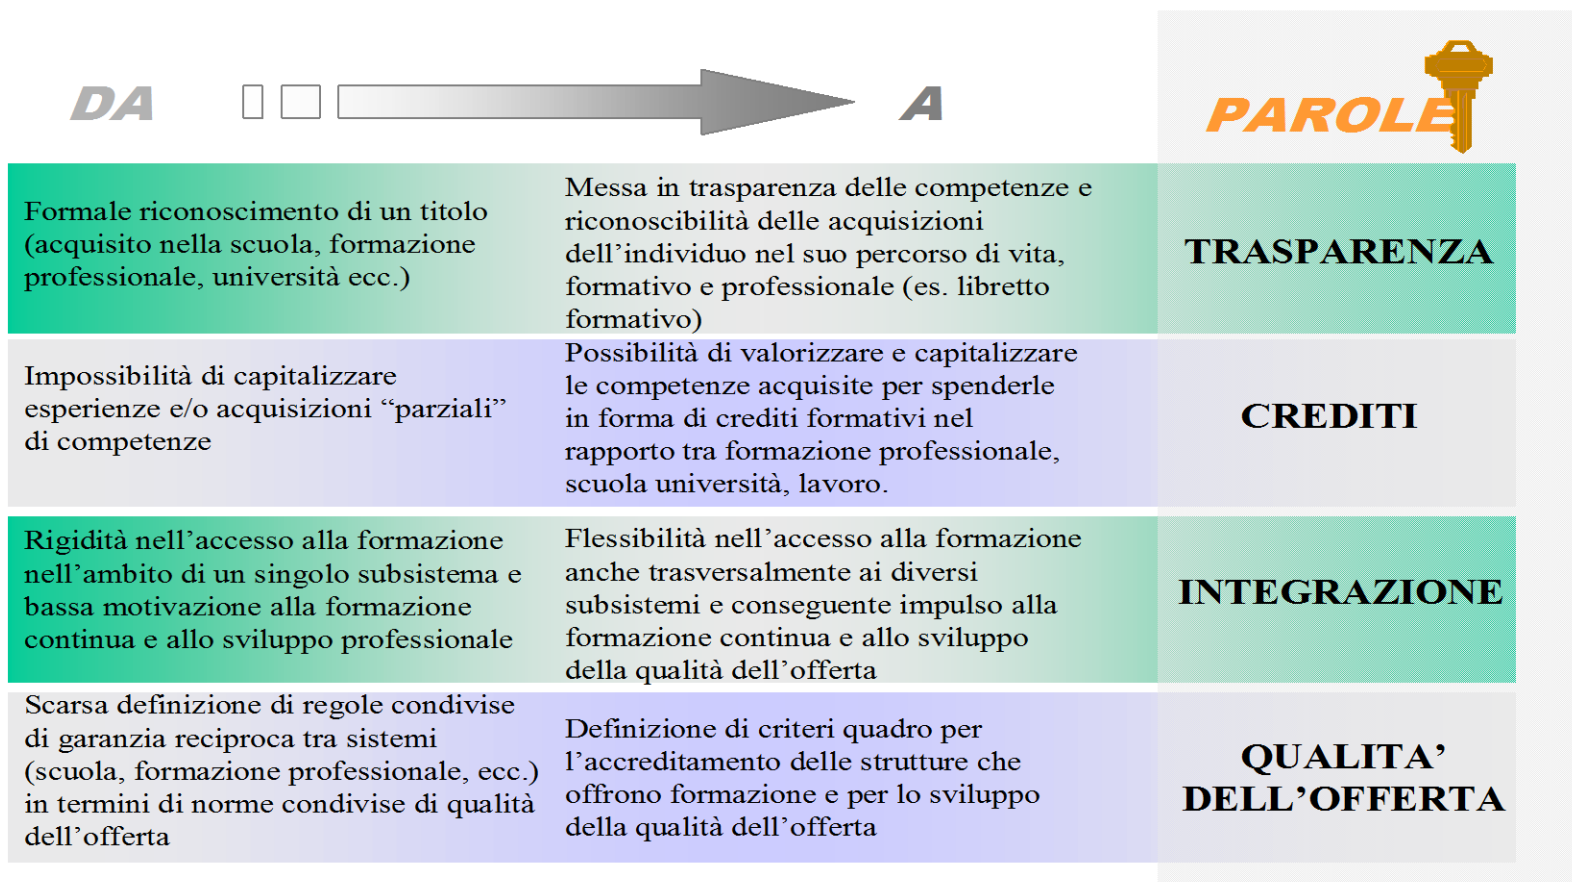 DA
A
PAROLE
Formale riconoscimento di un titolo
(acquisito nella scuola, formazione
professionale, università ecc.)
Messa in trasparenza delle competenze e
riconoscibilità delle acquisizioni
dell’individuo nel suo percorso di vita,
formativo e professionale (es. libretto
formativo)
TRASPARENZA
Impossibilità di capitalizzare
esperienze e/o acquisizioni “parziali”
di competenze
Possibilità di valorizzare e capitalizzare
le competenze acquisite per spenderle
in forma di crediti formativi nel
rapporto tra formazione professionale,
scuola università, lavoro.
CREDITI
Rigidità nell’accesso alla formazione
nell’ambito di un singolo subsistema e
bassa motivazione alla formazione
continua e allo sviluppo professionale
Flessibilità nell’accesso alla formazione
anche trasversalmente ai diversi
subsistemi e conseguente impulso alla
formazione continua e allo sviluppo
della qualità dell’offerta
INTEGRAZIONE
Scarsa definizione di regole condivise
di garanzia reciproca tra sistemi
(scuola, formazione professionale, ecc.)
in termini di norme condivise di qualità
dell’offerta
Definizione di criteri quadro per
l’accreditamento delle strutture che
offrono formazione e per lo sviluppo
della qualità dell’offerta
QUALITA’
DELL’OFFERTA